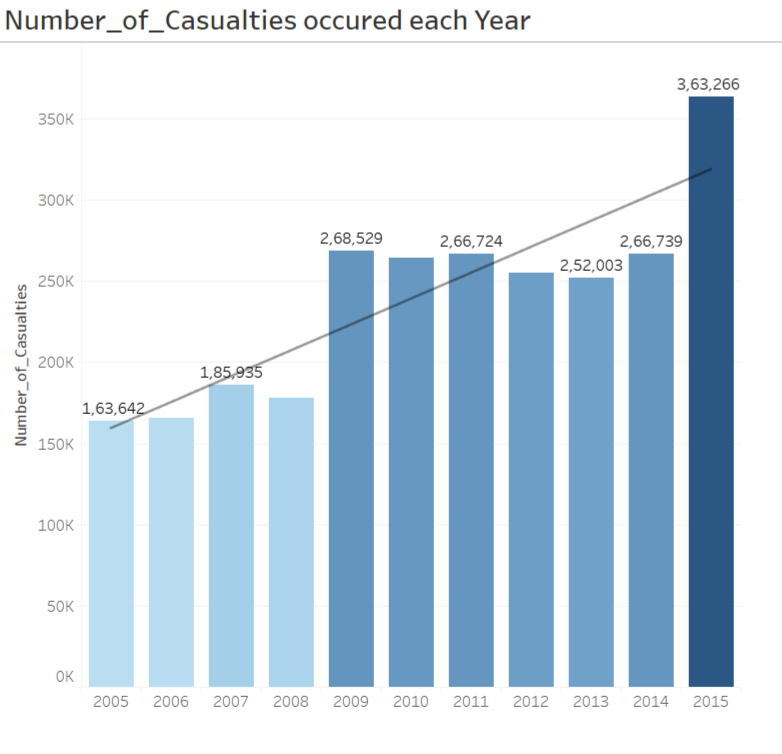 Number_of_Casualties occured each Year
3,63,266
350K
300K
2,68,529
2,66,724
2,66,739
2,52,003
250K
Number_of_Casualties
200K
1,85,935
1,63,642
150K
100K
50K
0K
2005 2006 2007 2008 2009 2010 2011 2012 2013 2014 2015